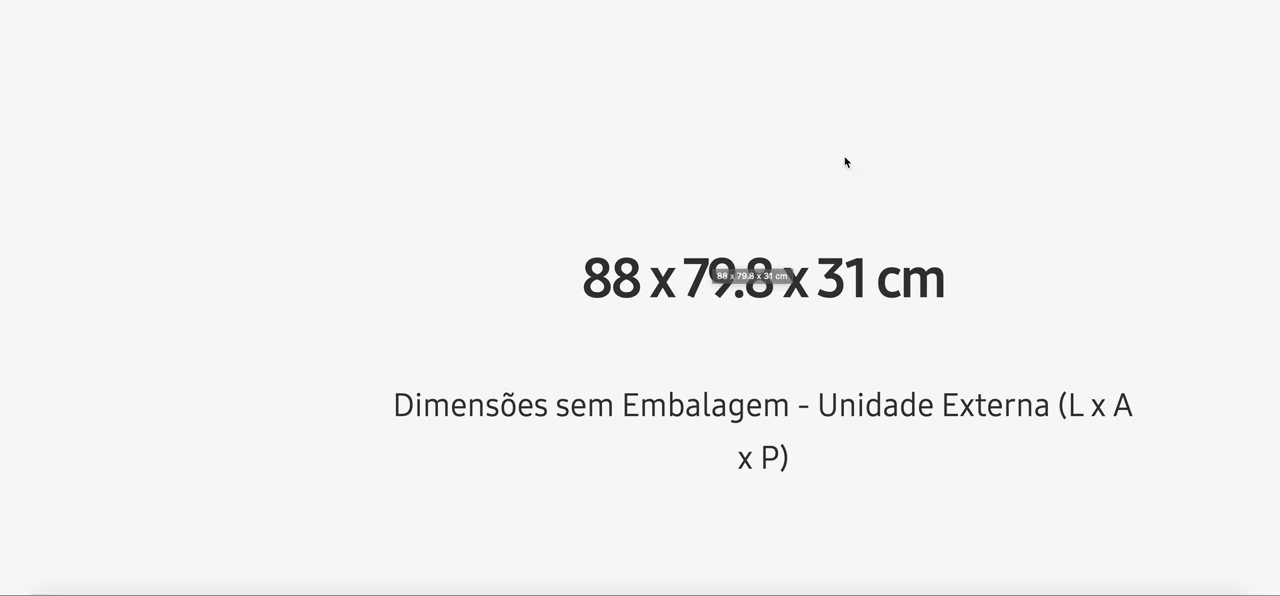 88 x 79.8 x 31 cm
88 x 79.8 x 31 cm
Dimensões sem Embalagem - Unidade Externa (L x A
x P)